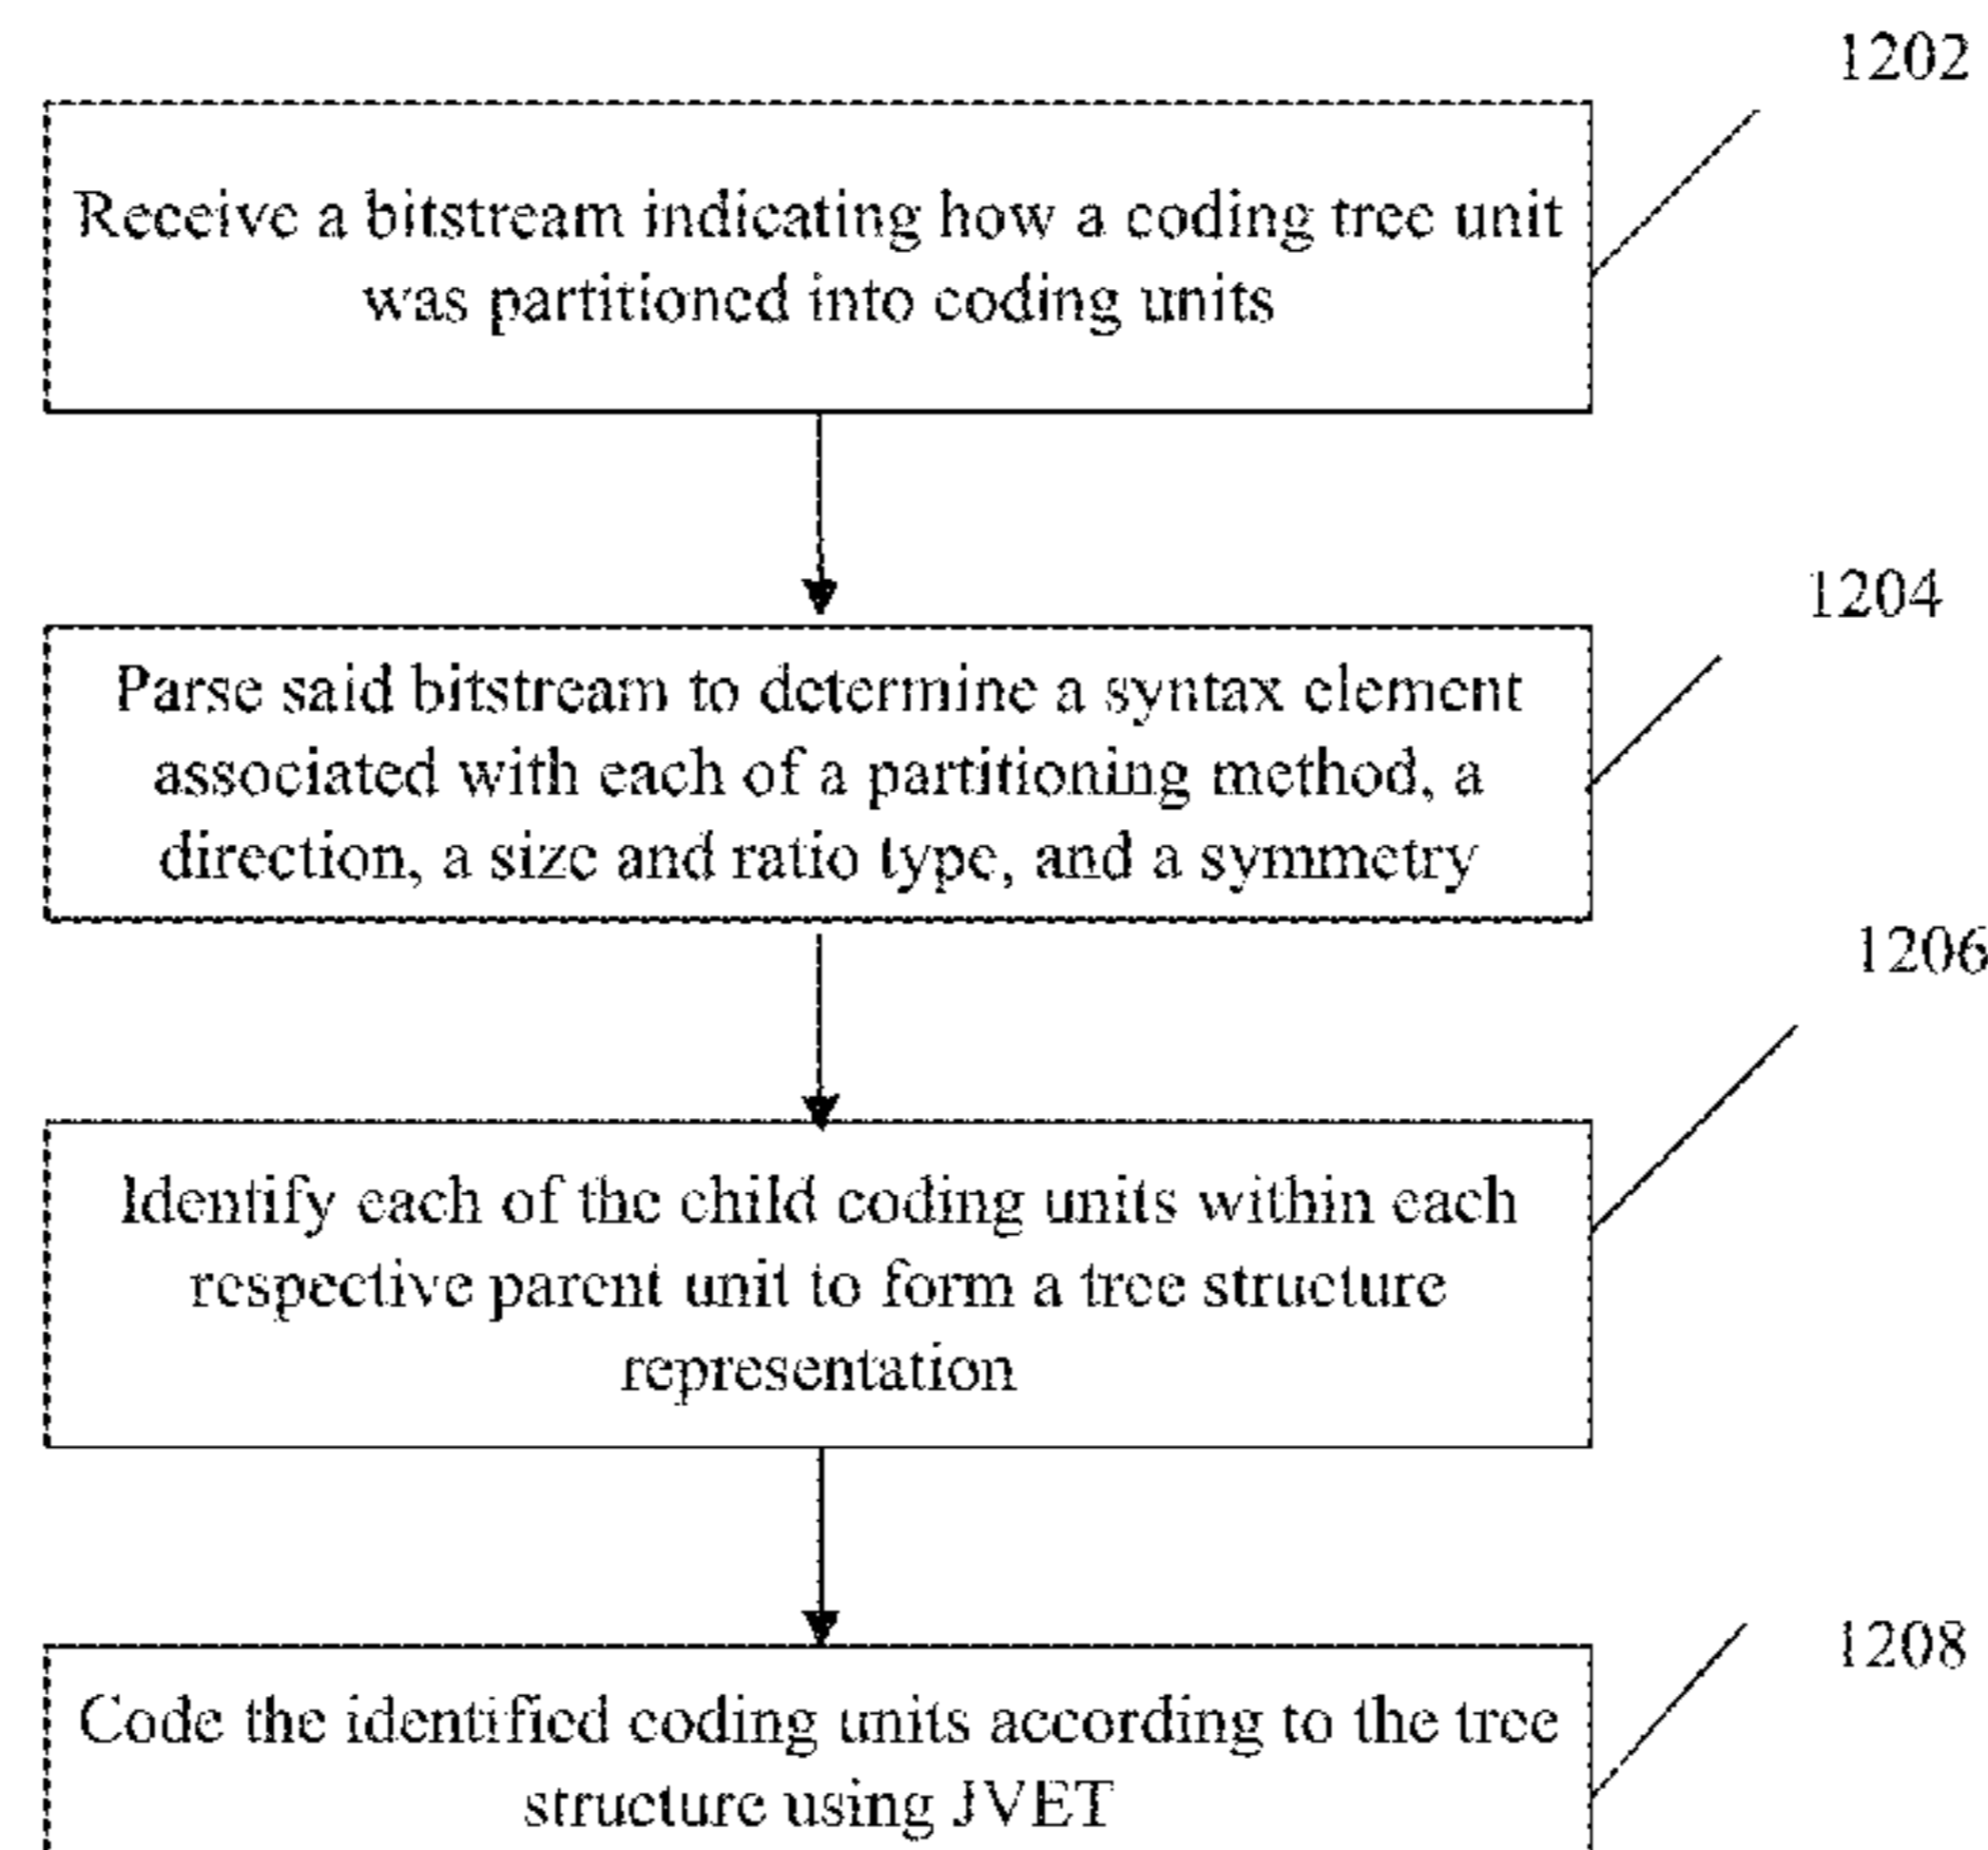 1202
Receive a bitstream indicating how a coding tree unit
was partitioned into coding units
1204
Parse said bitstream to determine a syntax element
associated with each of a partitioning method, a
direction, a size and ratio type, and a symmetry
1206
Identify each of the child coding units within each
respective parent unit to form a tree structure
representation
1208
Code the identified coding units according to the tree
structure using JVET